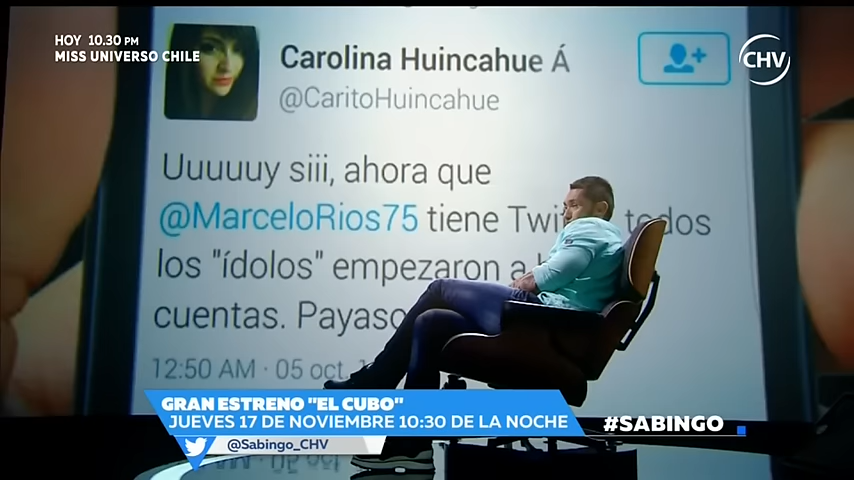 HOY 10.30 PM
MISS UNIVERSO CHILE
CHV
Carolina Huincahue Á
@CaritoHuincahue
Uuuuuy siii, ahora que
@MarceloRios75 tiene
los "ídolos" empezaron a
cuentas.
12:50 AM · 05 oct.
GRAN ESTRENO "EL CUBO"
JUEVES 17 DE NOVIEMBRE 10:30 DE LA NOCHE
#SABINGO
@Sabingo_CHV